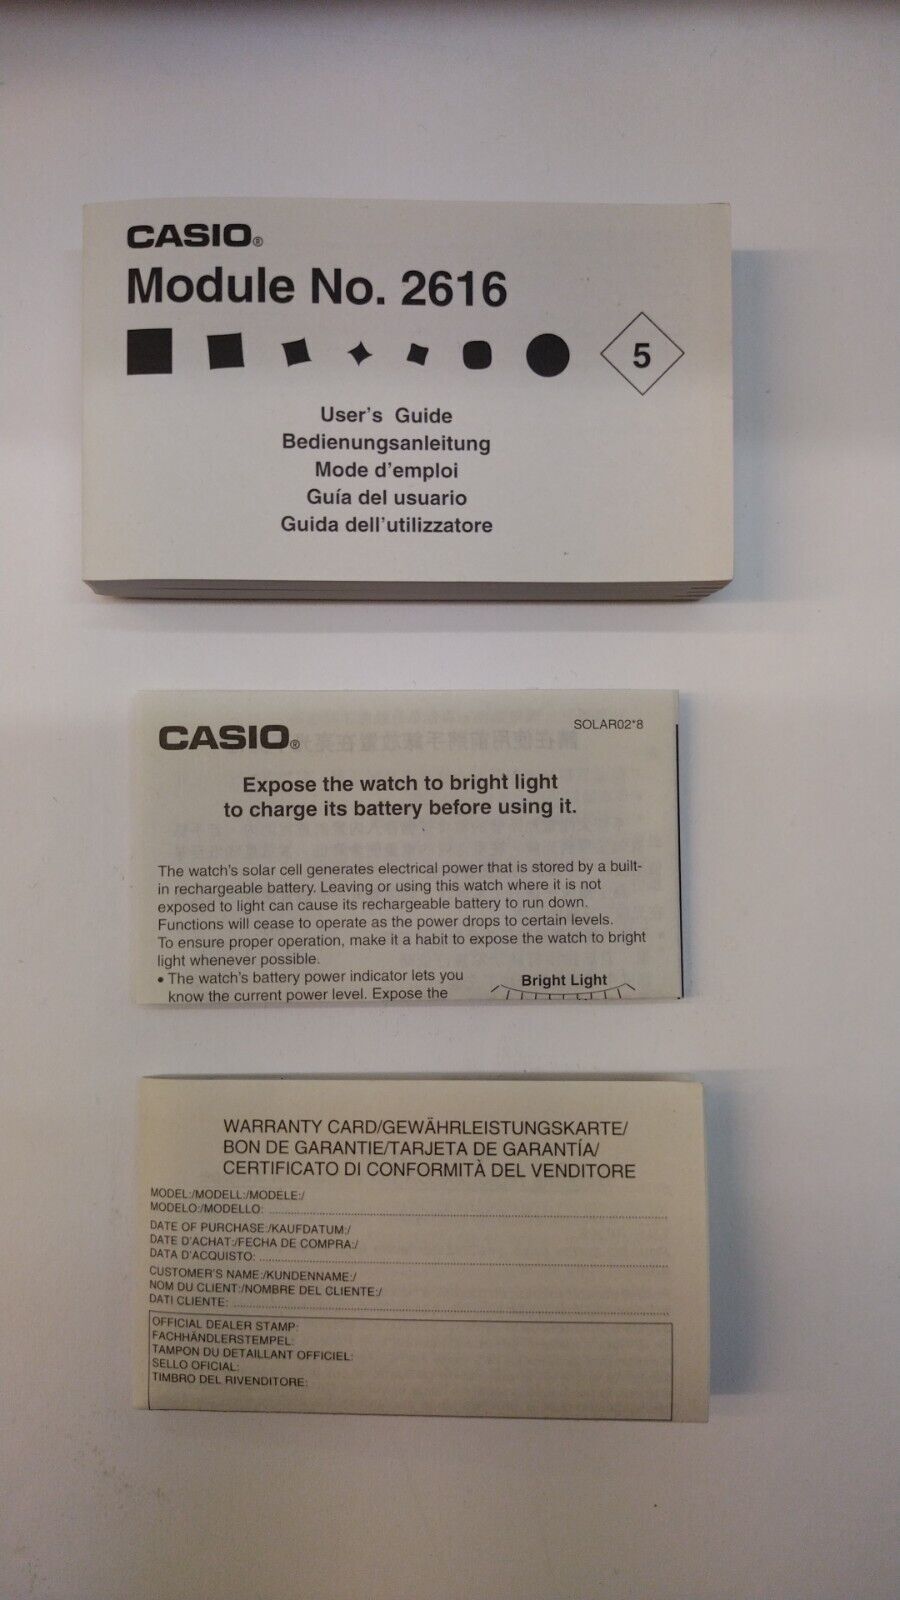 CASIO®
Module No. 2616
5
User's Guide
Bedienungsanleitung
Mode d'emploi
Guía del usuario
Guida dell'utilizzatore
CASIO®
SOLAR02*8
Expose the watch to bright light
to charge its battery before using it.
The watch's solar cell generates electrical power that is stored by a built-
in rechargeable battery. Leaving or using this watch where it is not
exposed to light can cause its rechargeable battery to run down.
Functions will cease to operate as the power drops to certain levels.
To ensure proper operation, make it a habit to expose the watch to bright
light whenever possible.
• The watch's battery power indicator lets you
know the current power level. Expose the
Bright Light
WARRANTY CARD/GEWÄHRLEISTUNGSKARTE/
BON DE GARANTIE/TARJETA DE GARANTÍA/
CERTIFICATO DI CONFORMITÀ DEL VENDITORE
MODEL:/MODELL:/MODELE:/
MODELO:/MODELLO:
DATE OF PURCHASE:/KAUFDATUM:/
DATE D'ACHAT:/FECHA DE COMPRA:/
DATA D'ACQUISTO:
CUSTOMER'S NAME:/KUNDENNAME:/
NOM DU CLIENT:/NOMBRE DEL CLIENTE:/
DATI CLIENTE:
OFFICIAL DEALER STAMP:
FACHHÄNDLERSTEMPEL:
TAMPON DU DETAILLANT OFFICIEL:
SELLO OFICIAL:
TIMBRO DEL RIVENDITORE: